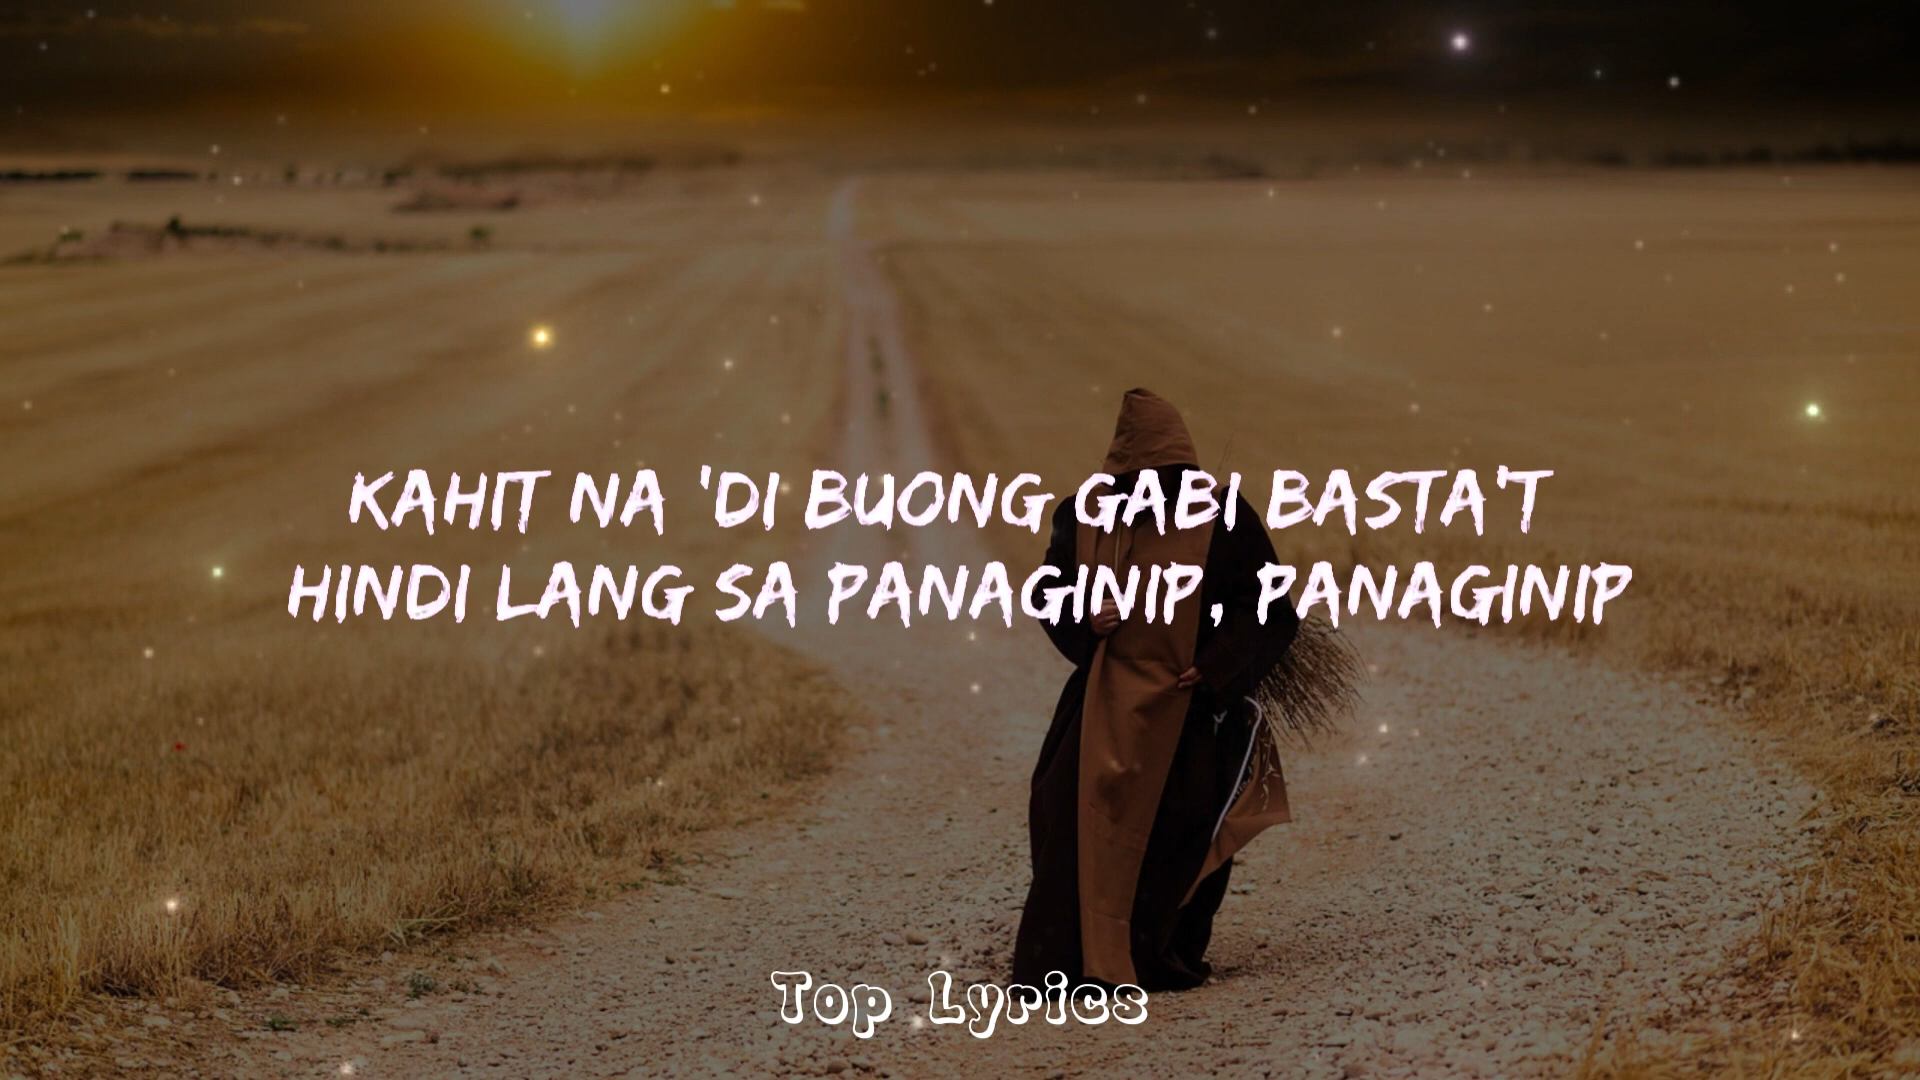 KAHIT NA 'DI BUONG GABI BASTA'T
HINDI LANG SA PANAGINIP, PANAGINIP
Top Lyrics